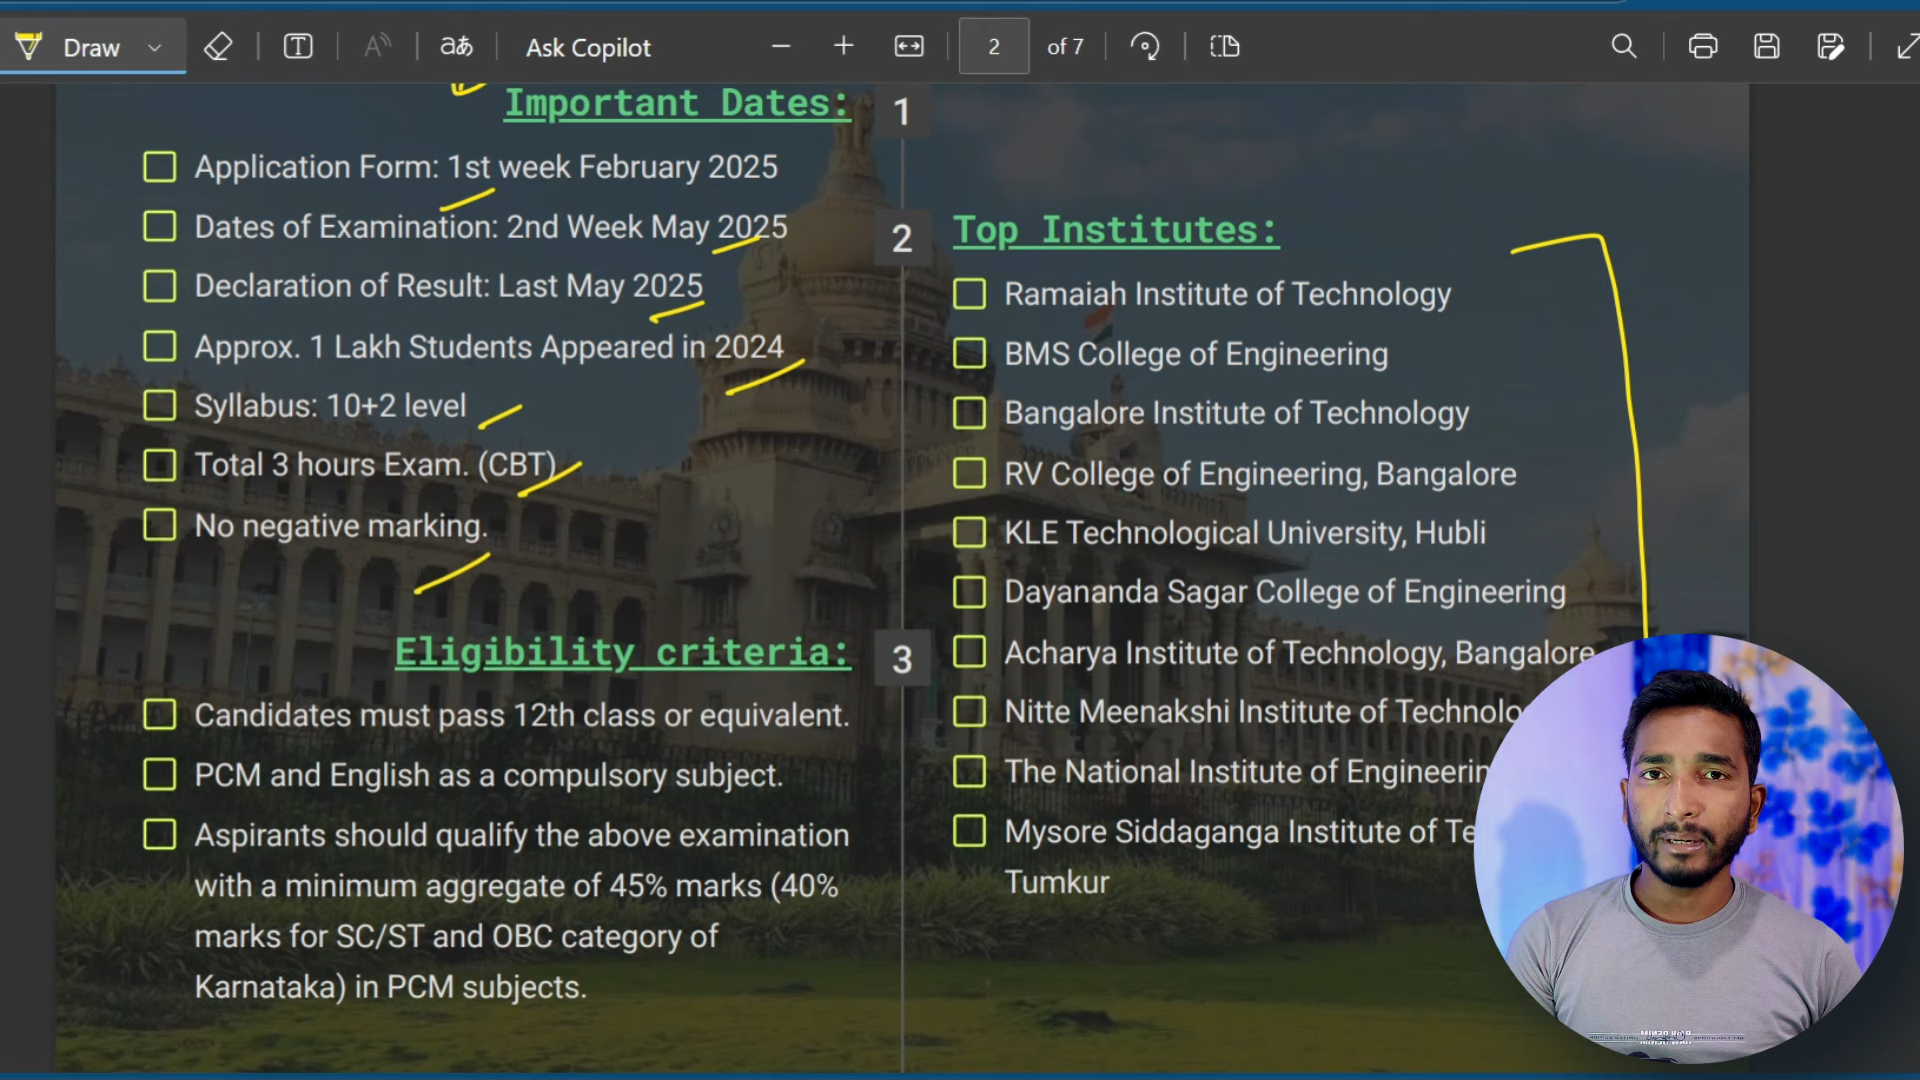 Draw
Ask Copilot
2
of 7
Important Dates:
1
Application Form: 1st week February 2025
Dates of Examination: 2nd Week May 2025
Declaration of Result: Last May 2025
Approx. 1 Lakh Students Appeared in 2024
Syllabus: 10+2 level
Total 3 hours Exam. (CBT)
No negative marking.
2
Top Institutes:
Ramaiah Institute of Technology
BMS College of Engineering
Bangalore Institute of Technology
RV College of Engineering, Bangalore
KLE Technological University, Hubli
Dayananda Sagar College of Engineering
Acharya Institute of Technology, Bangalore
Nitte Meenakshi Institute of Technolo
The National Institute of Engineerin
Mysore Siddaganga Institute of Te
Tumkur
Eligibility criteria:
3
Candidates must pass 12th class or equivalent.
PCM and English as a compulsory subject.
Aspirants should qualify the above examination
with a minimum aggregate of 45% marks (40%
marks for SC/ST and OBC category of
Karnataka) in PCM subjects.